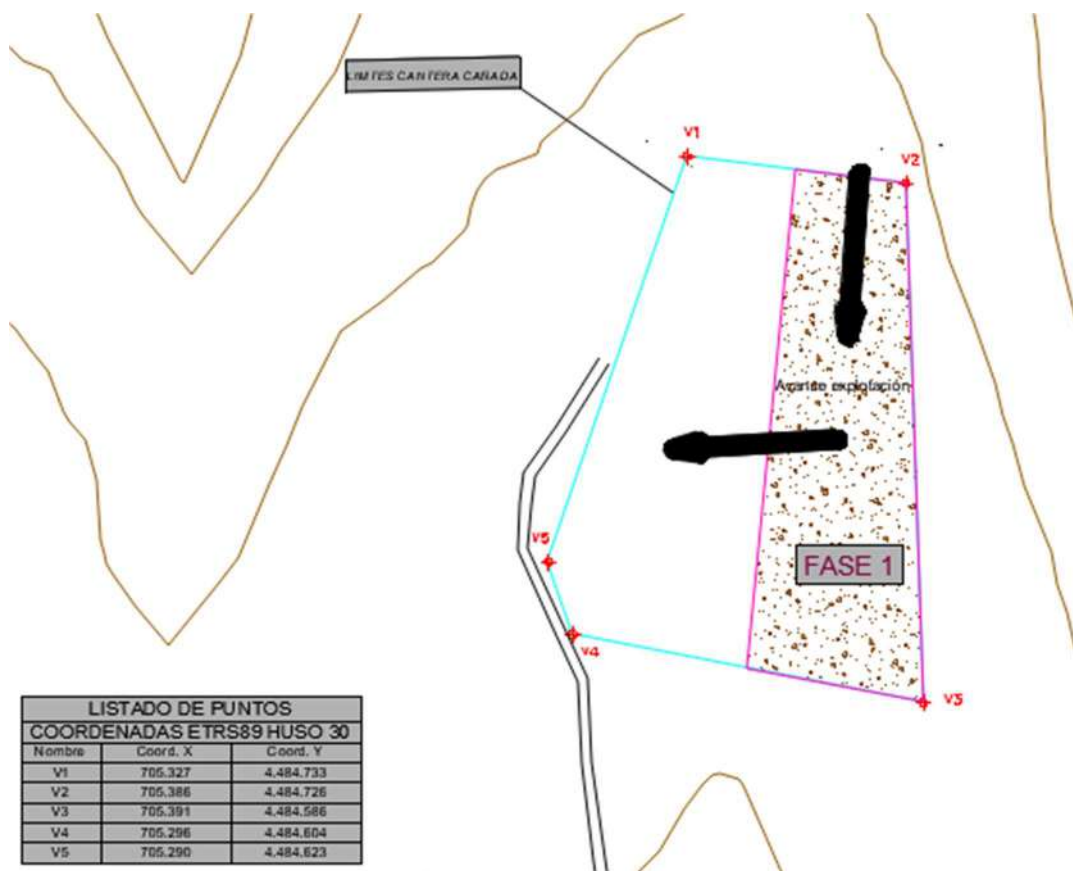 LIMITES CANTERA CAÑADA
V1
V2
Avance explotación
V5
FASE 1
V4
V3
LISTADO DE PUNTOS
COORDENADAS ETRS89 HUSO 30
Nombre Coord. X Coord. Y
V1 705.327 4.484.733
V2 705.386 4.484.726
V3 705.391 4.484.586
V4 705.296 4.484.604
V5 705.290 4.484.623